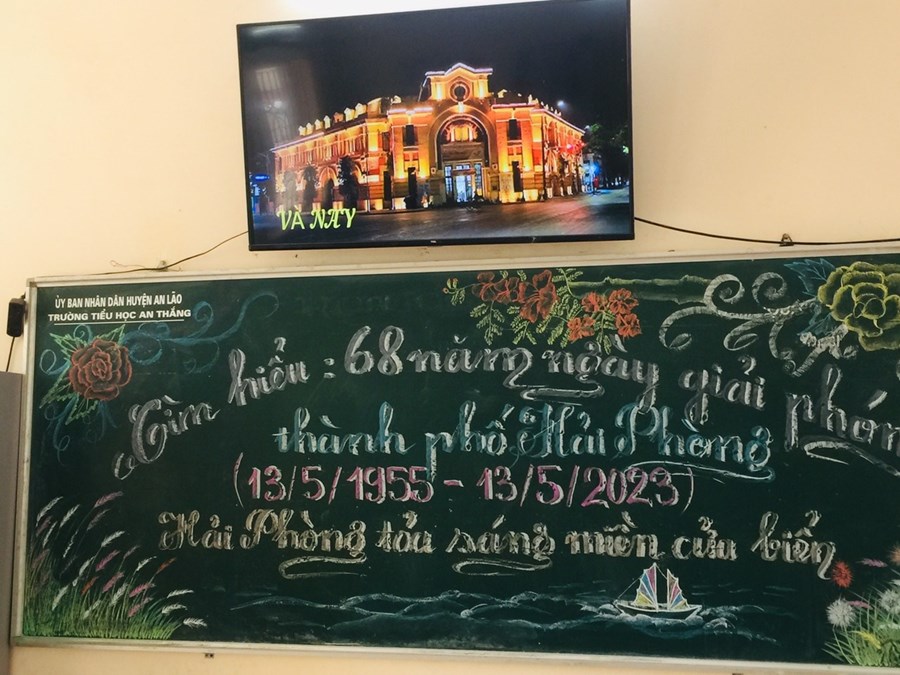 VÀ NAY
ỦY BAN NHÂN DÂN HUYỆN AN LÃO
TRƯỜNG TIỂU HỌC AN THẮNG
Tìm hiểu : 68 năm ngày giải phón
thành phố Hải Phòng
(13/5/1955 - 13/5/2023)
Hải Phòng tỏa sáng miền cửa biển